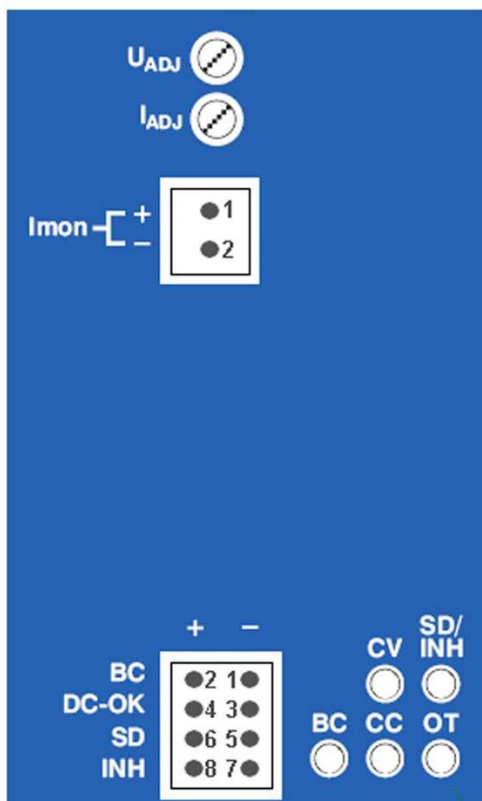 UADJ
IADJ
Imon + 1
− 2
+ −
BC 2 1
DC-OK 4 3
SD 6 5
INH 8 7
CV SD/
INH
BC CC OT